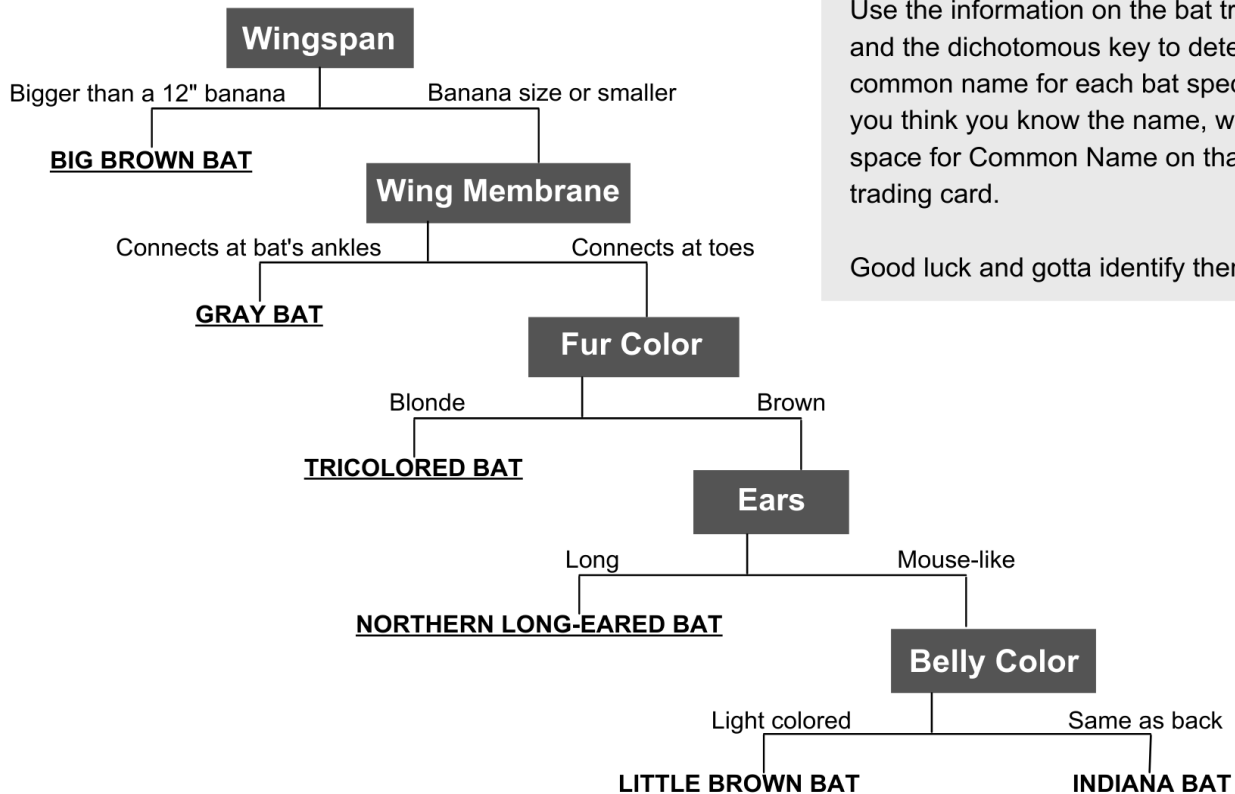 Wingspan
Bigger than a 12" banana
Banana size or smaller
BIG BROWN BAT
Wing Membrane
Connects at bat's ankles
Connects at toes
GRAY BAT
Fur Color
Blonde
Brown
TRICOLORED BAT
Ears
Long
Mouse-like
NORTHERN LONG-EARED BAT
Belly Color
Light colored
Same as back
LITTLE BROWN BAT
INDIANA BAT
Use the information on the bat
and the dichotomous key to
common name for each bat
you think you know the name,
space for Common Name on
trading card.
Good luck and gotta identify